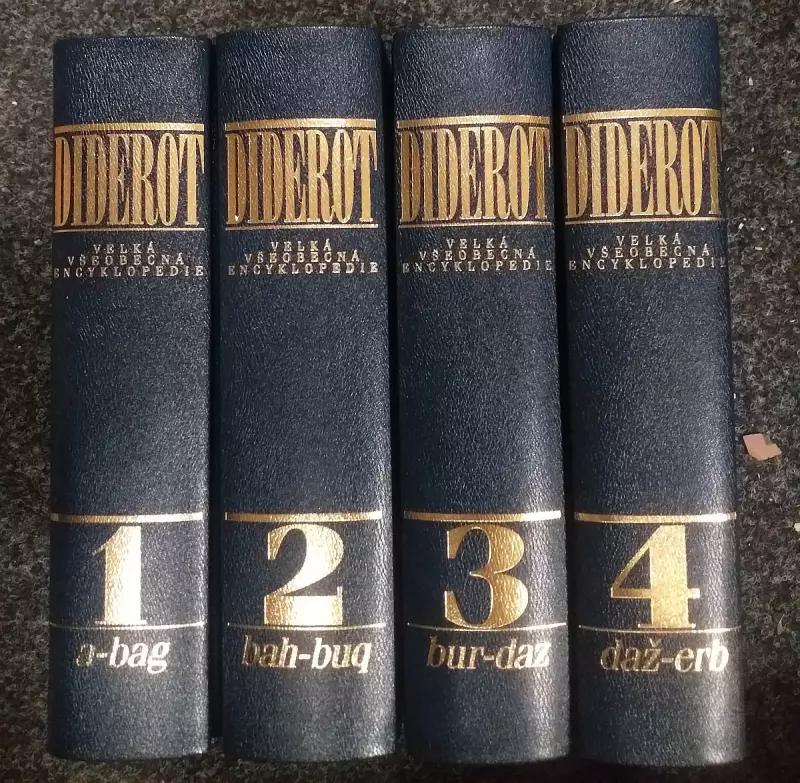 DIDEROT
VELKÁ
VŠEOBECNÁ
ENCYKLOPEDIE
1
a-bag
DIDEROT
VELKÁ
VŠEOBECNÁ
ENCYKLOPEDIE
2
bah-buq
DIDEROT
VELKÁ
VŠEOBECNÁ
ENCYKLOPEDIE
3
bur-daz
DIDEROT
VELKÁ
VŠEOBECNÁ
ENCYKLOPEDIE
4
daž-erb